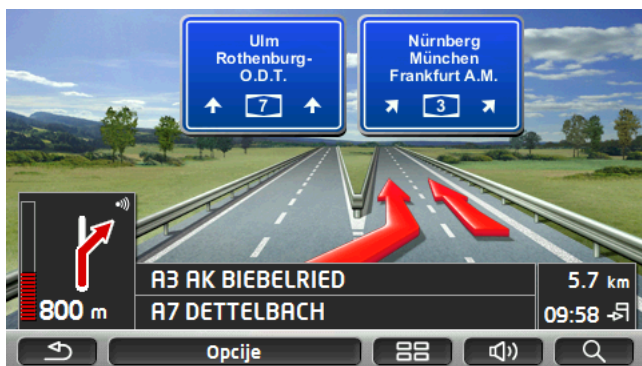 Ulm
Rothenburg-
O.D.T.
7
Nürnberg
München
Frankfurt A.M.
3
A3 AK BIEBELRIED
5.7 km
800 m
A7 DETTELBACH
09:58
Opcije